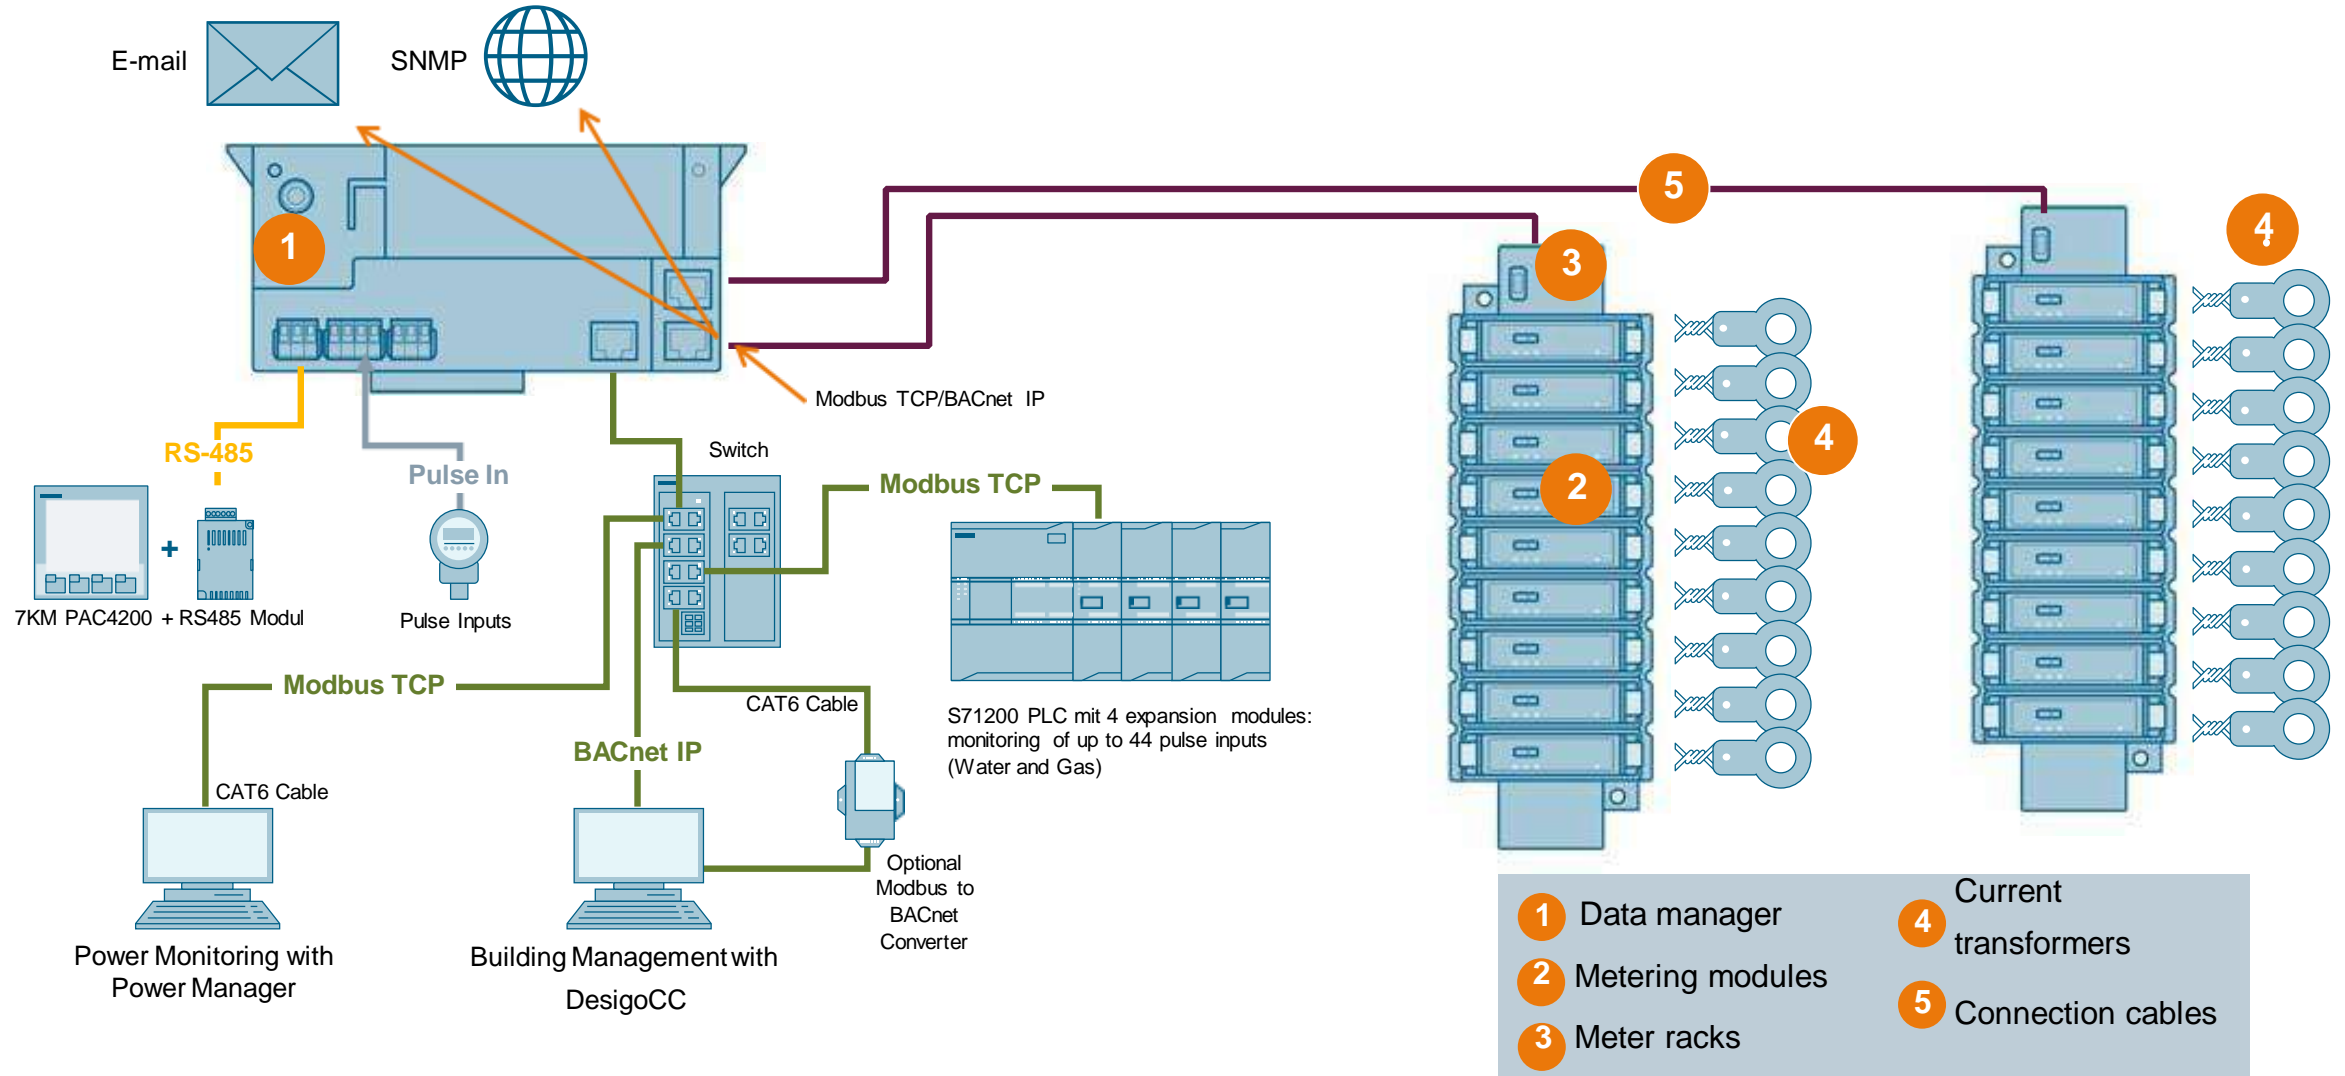 E-mail
SNMP
1
5
4
3
Modbus TCP/BACnet IP
RS-485
Pulse In
Switch
Modbus TCP
4
2
+
7KM PAC4200 + RS485 Modul
Pulse Inputs
Modbus TCP
CAT6 Cable
S71200 PLC mit 4 expansion modules:
monitoring of up to 44 pulse inputs
(Water and Gas)
BACnet IP
CAT6 Cable
Optional
Modbus to
BACnet
Converter
Power Monitoring with
Power Manager
Building Management with
DesigoCC
1 Data manager
2 Metering modules
3 Meter racks
4 Current
transformers
5 Connection cables